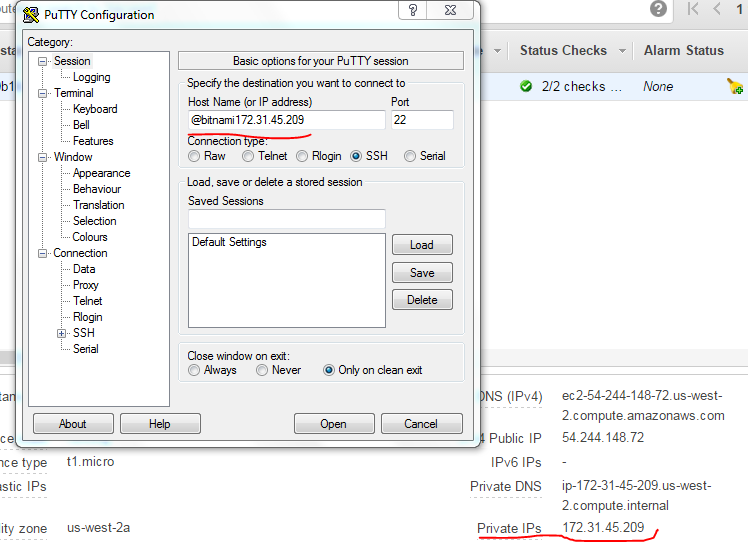 PuTTY Configuration
?
Category:
Session
Logging
Terminal
Keyboard
Bell
Features
Window
Appearance
Behaviour
Translation
Selection
Colours
Connection
Data
Proxy
Telnet
Rlogin
SSH
Serial
Basic options for your PuTTY session
Specify the destination you want to connect to
Host Name (or IP address) Port
@bitnami172.31.45.209 22
Connection type:
Raw Telnet Rlogin SSH Serial
Load, save or delete a stored session
Saved Sessions
Default Settings
Load
Save
Delete
Close window on exit:
Always Never Only on clean exit
About Help Open Cancel
? 1
Status Checks Alarm Status
2/2 checks ... None
DNS (IPv4) ec2-54-244-148-72.us-west-
2.compute.amazonaws.com
Public IP 54.244.148.72
nce type t1.micro IPv6 IPs -
astic IPs Private DNS ip-172-31-45-209.us-west-
2.compute.internal
lity zone us-west-2a Private IPs 172.31.45.209